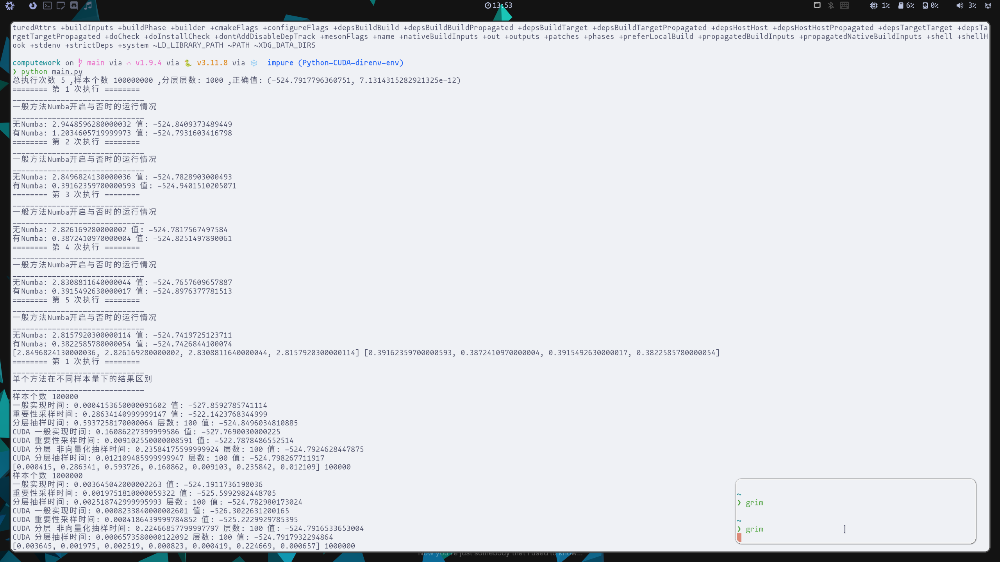 13:53
1%
6%
0%
3%
turedAttrs +buildInputs +buildPhase +builder +cmakeFlags +configureFlags +depsBuildBuild +depsBuildBuildPropagated +depsBuildTarget +depsBuildTargetPropagated +depsHostHost +depsHostHostPropagated +depsTargetTarget +depsTa
rgetTargetPropagated +doCheck +doInstallCheck +dontAddDisableDepTrack +mesonFlags +name +nativeBuildInputs +out +outputs +patches +phases +preferLocalBuild +propagatedBuildInputs +propagatedNativeBuildInputs +shell +shellH
ook +stdenv +strictDeps +system ~LD_LIBRARY_PATH ~PATH ~XDG_DATA_DIRS
computework on main via v1.9.4 via 🐍 v3.11.8 via ❄️ impure (Python-CUDA-direnv-env)
❯ python main.py
总执行次数 5 ,样本个数 100000000 ,分层层数: 1000 ,正确值: (-524.7917796360751, 7.1314315282921325e-12)
======== 第 1 次执行 ========
______________________________
一般方法Numba开启与否时的运行情况
______________________________
无Numba: 2.9448596280000032 值: -524.8409373489449
有Numba: 1.2034605719999973 值: -524.7931603416798
======== 第 2 次执行 ========
______________________________
一般方法Numba开启与否时的运行情况
______________________________
无Numba: 2.8496824130000036 值: -524.7828903000493
有Numba: 0.39162359700000593 值: -524.9401510205071
======== 第 3 次执行 ========
______________________________
一般方法Numba开启与否时的运行情况
______________________________
无Numba: 2.826169280000002 值: -524.7817567497584
有Numba: 0.3872410970000004 值: -524.8251497890061
======== 第 4 次执行 ========
______________________________
一般方法Numba开启与否时的运行情况
______________________________
无Numba: 2.8308811640000044 值: -524.7657609657887
有Numba: 0.3915492630000017 值: -524.8976377781513
======== 第 5 次执行 ========
______________________________
一般方法Numba开启与否时的运行情况
______________________________
无Numba: 2.8157920300000114 值: -524.7419725123711
有Numba: 0.3822585780000054 值: -524.7426844100074
[2.8496824130000036, 2.826169280000002, 2.8308811640000044, 2.8157920300000114] [0.39162359700000593, 0.3872410970000004, 0.3915492630000017, 0.3822585780000054]
======== 第 1 次执行 ========
______________________________
单个方法在不同样本量下的结果区别
______________________________
样本个数 100000
一般实现时间: 0.0004153650000091602 值: -527.8592785741114
重要性采样时间: 0.28634140999999147 值: -522.1423768344999
分层抽样时间: 0.5937258170000064 层数: 100 值: -524.8496034810885
CUDA 一般实现时间: 0.16086227399999586 值: -527.7690030000225
CUDA 重要性采样时间: 0.009102550000008591 值: -522.7878486552514
CUDA 分层 非向量化抽样时间: 0.23584175599999924 层数: 100 值: -524.7924628447875
CUDA 分层抽样时间: 0.012109485999999947 层数: 100 值: -524.798267711917
[0.000415, 0.286341, 0.593726, 0.160862, 0.009103, 0.235842, 0.012109] 100000
样本个数 1000000
一般实现时间: 0.003645042000002263 值: -524.1911736198036
重要性采样时间: 0.0019751810000059322 值: -525.5992982448705
分层抽样时间: 0.002518742999995993 层数: 100 值: -524.782980173024
CUDA 一般实现时间: 0.0008233840000002601 值: -526.3022631200165
CUDA 重要性采样时间: 0.0004186439999784852 值: -525.2229929785395
CUDA 分层 非向量化抽样时间: 0.22466857799997797 层数: 100 值: -524.7916533653004
CUDA 分层抽样时间: 0.0006573580000122092 层数: 100 值: -524.7917932294864
[0.003645, 0.001975, 0.002519, 0.000823, 0.000419, 0.224669, 0.000657] 1000000
~
❯ grim
~
❯ grim
Now you're just somebody that I used to know...